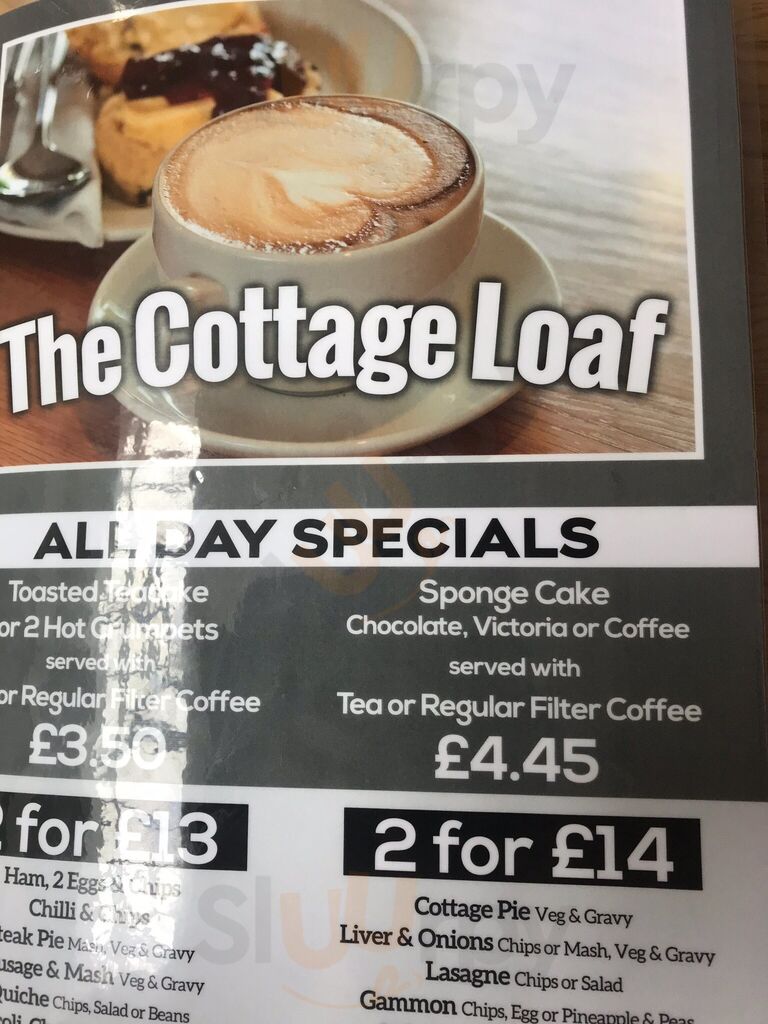 The Cottage Loaf
ALL DAY SPECIALS
Toasted Teacake
or 2 Hot Crumpets
served with
or Regular Filter Coffee
£3.50
Sponge Cake
Chocolate, Victoria or Coffee
served with
Tea or Regular Filter Coffee
£4.45
2 for £13
Ham, 2 Eggs & Chips
Chilli & Chips
teak Pie Mash, Veg & Gravy
usage & Mash Veg & Gravy
uiche Chips, Salad or Beans
2 for £14
Cottage Pie Veg & Gravy
Liver & Onions Chips or Mash, Veg & Gravy
Lasagne Chips or Salad
Gammon Chips, Egg or Pineapple & Peas